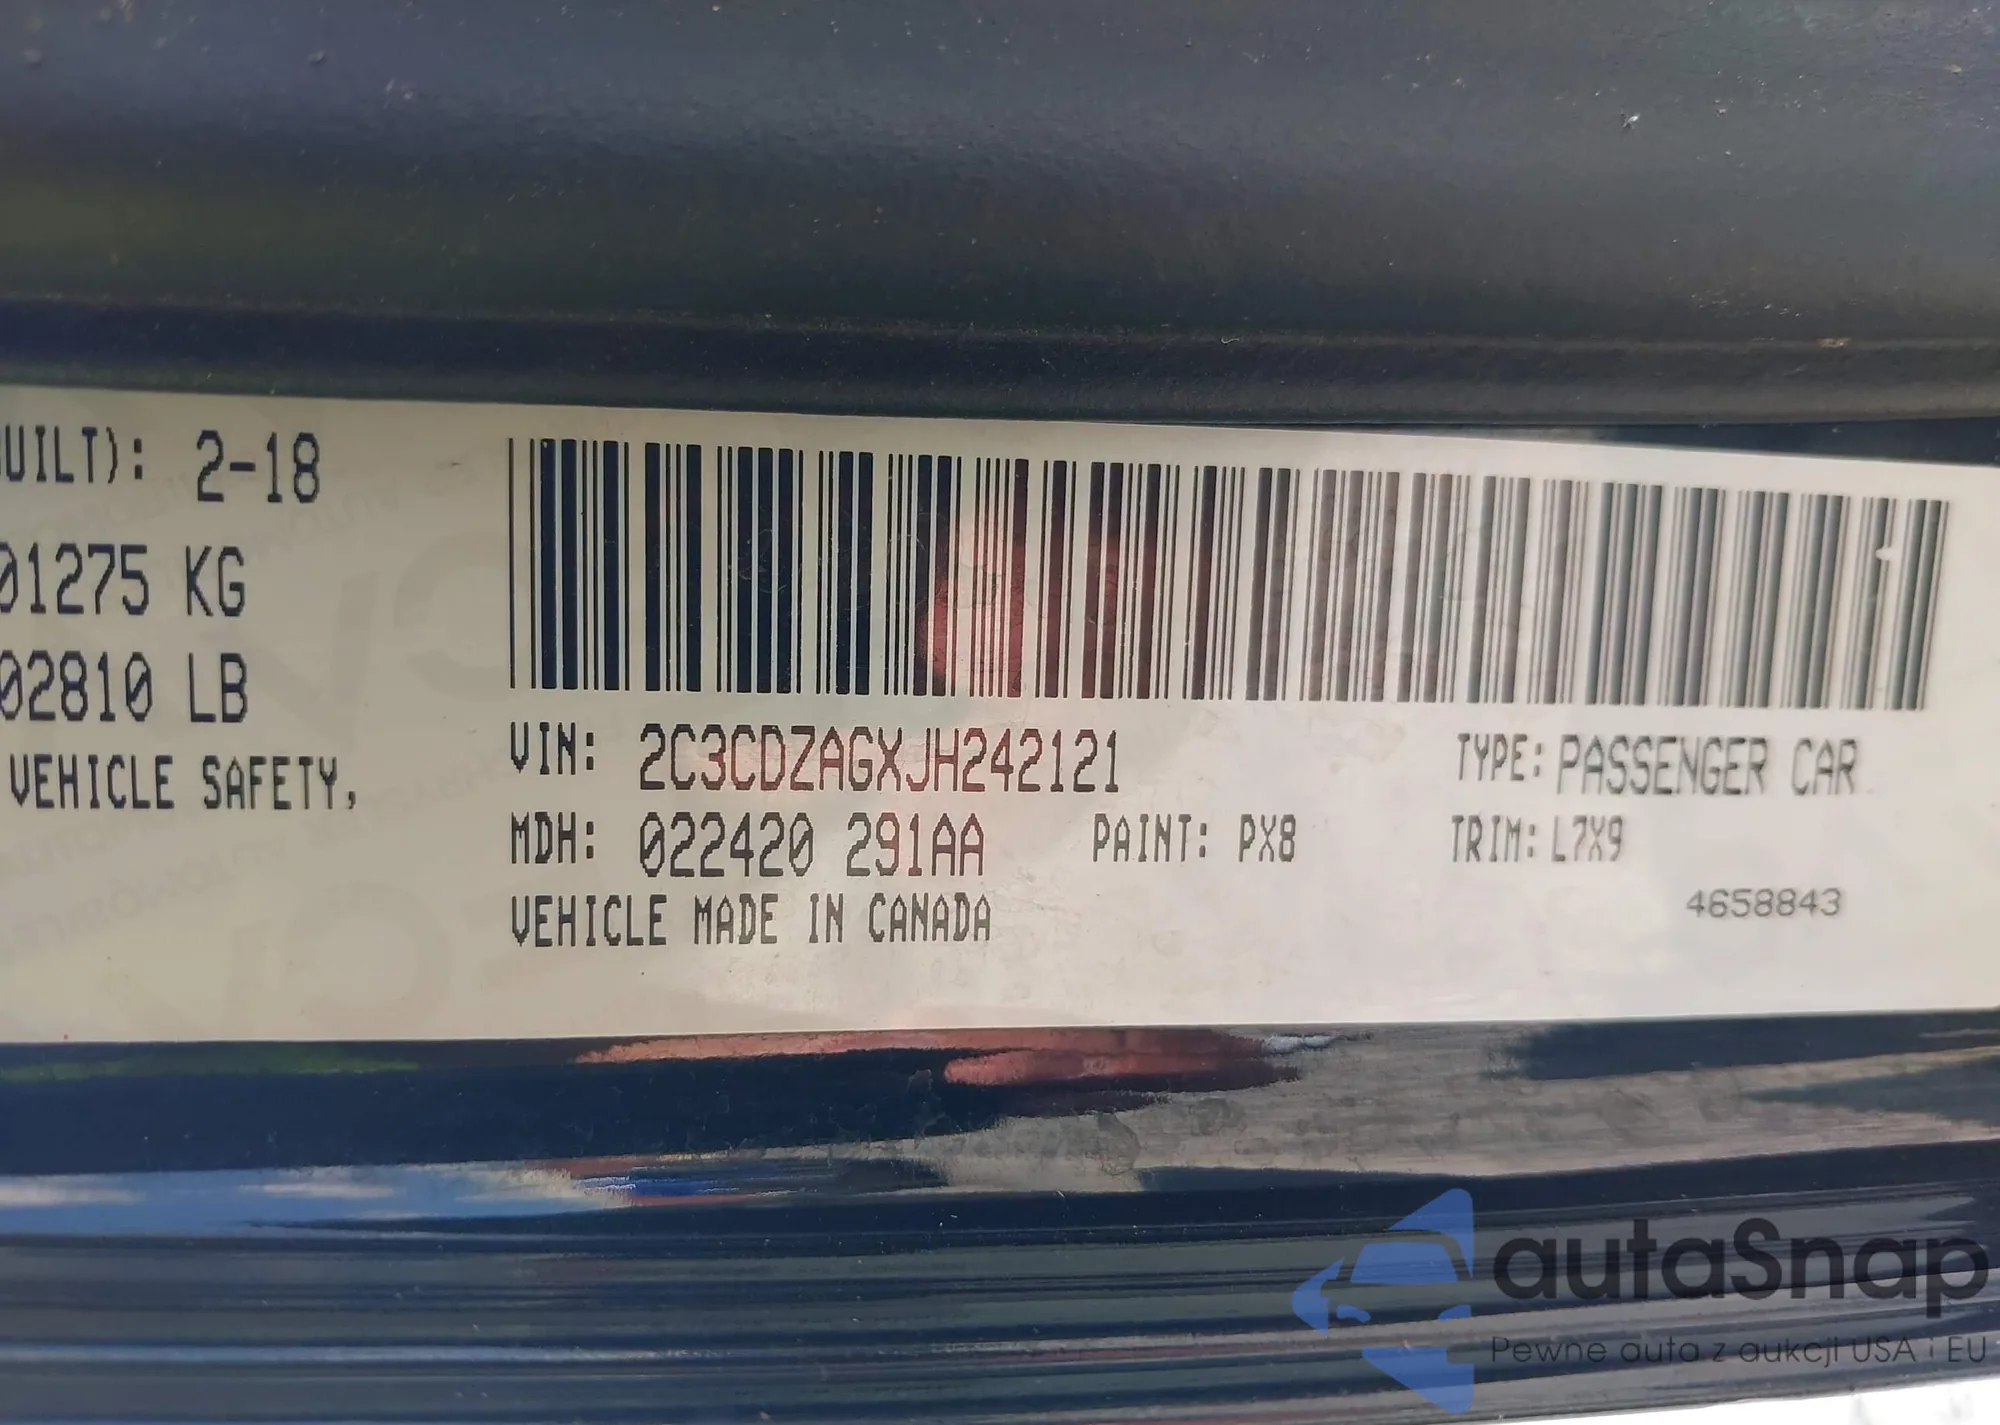 UILT): 2-18
01275 KG
02810 LB
VEHICLE SAFETY,
VIN: 2C3CDZAGXJH242121 TYPE: PASSENGER CAR
MDH: 022420 291AA PAINT: PX8 TRIM: L7X9
VEHICLE MADE IN CANADA
4658843
autaSnap
Pewne auta z aukcji USA i EU